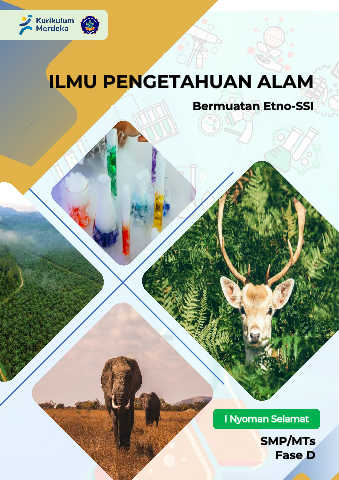 Kurikulum
Merdeka
ILMU PENGETAHUAN ALAM
Bermuatan Etno-SSI
I Nyoman Selamat
SMP/MTs
Fase D